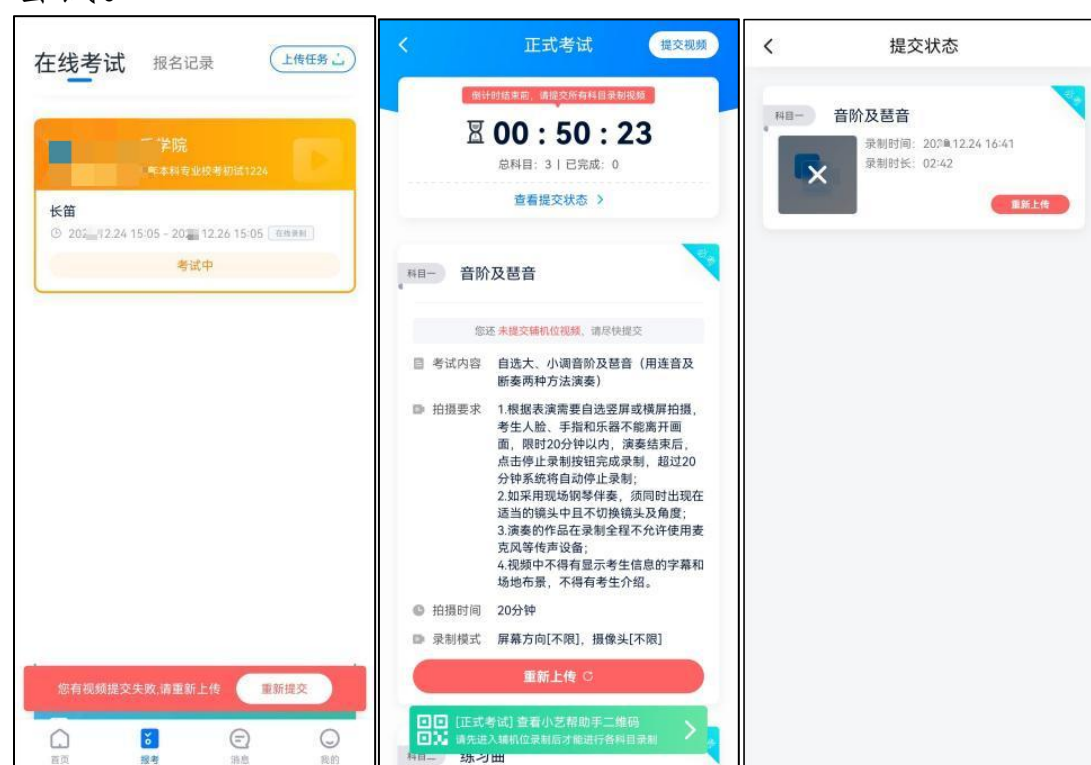 在线考试
报名记录
上传任务
学院
年本科专业校考初试1224
长笛
12.24 15:05 - 12.26 15:05
在线录制
考试中
您有视频提交失败,请重新上传
重新提交
首页
报考
消息
我的
正式考试
提交视频
倒计时结束前，请提交所有科目录制视频
00 : 50 : 23
总科目: 3 | 已完成: 0
查看提交状态 >
科目一
音阶及琶音
必考
您还 未提交辅机位视频，请尽快提交
考试内容
自选大、小调音阶及琶音（用连音及
断奏两种方法演奏）
拍摄要求
1.根据表演需要自选竖屏或横屏拍摄，
考生人脸、手指和乐器不能离开画
面，限时20分钟以内，演奏结束后，
点击停止录制按钮完成录制，超过20
分钟系统将自动停止录制;
2.如采用现场钢琴伴奏，须同时出现在
适当的镜头中且不切换镜头及角度;
3.演奏的作品在录制全程不允许使用麦
克风等传声设备;
4.视频中不得有显示考生信息的字幕和
场地布景，不得有考生介绍。
拍摄时间
20分钟
录制模式
屏幕方向[不限]，摄像头[不限]
重新上传
[正式考试] 查看小艺帮助手二维码
请先进入辅机位录制后才能进行各科目录制
科目二
练习曲
提交状态
科目一
音阶及琶音
必考
录制时间: 12.24 16:41
录制时长: 02:42
重新上传